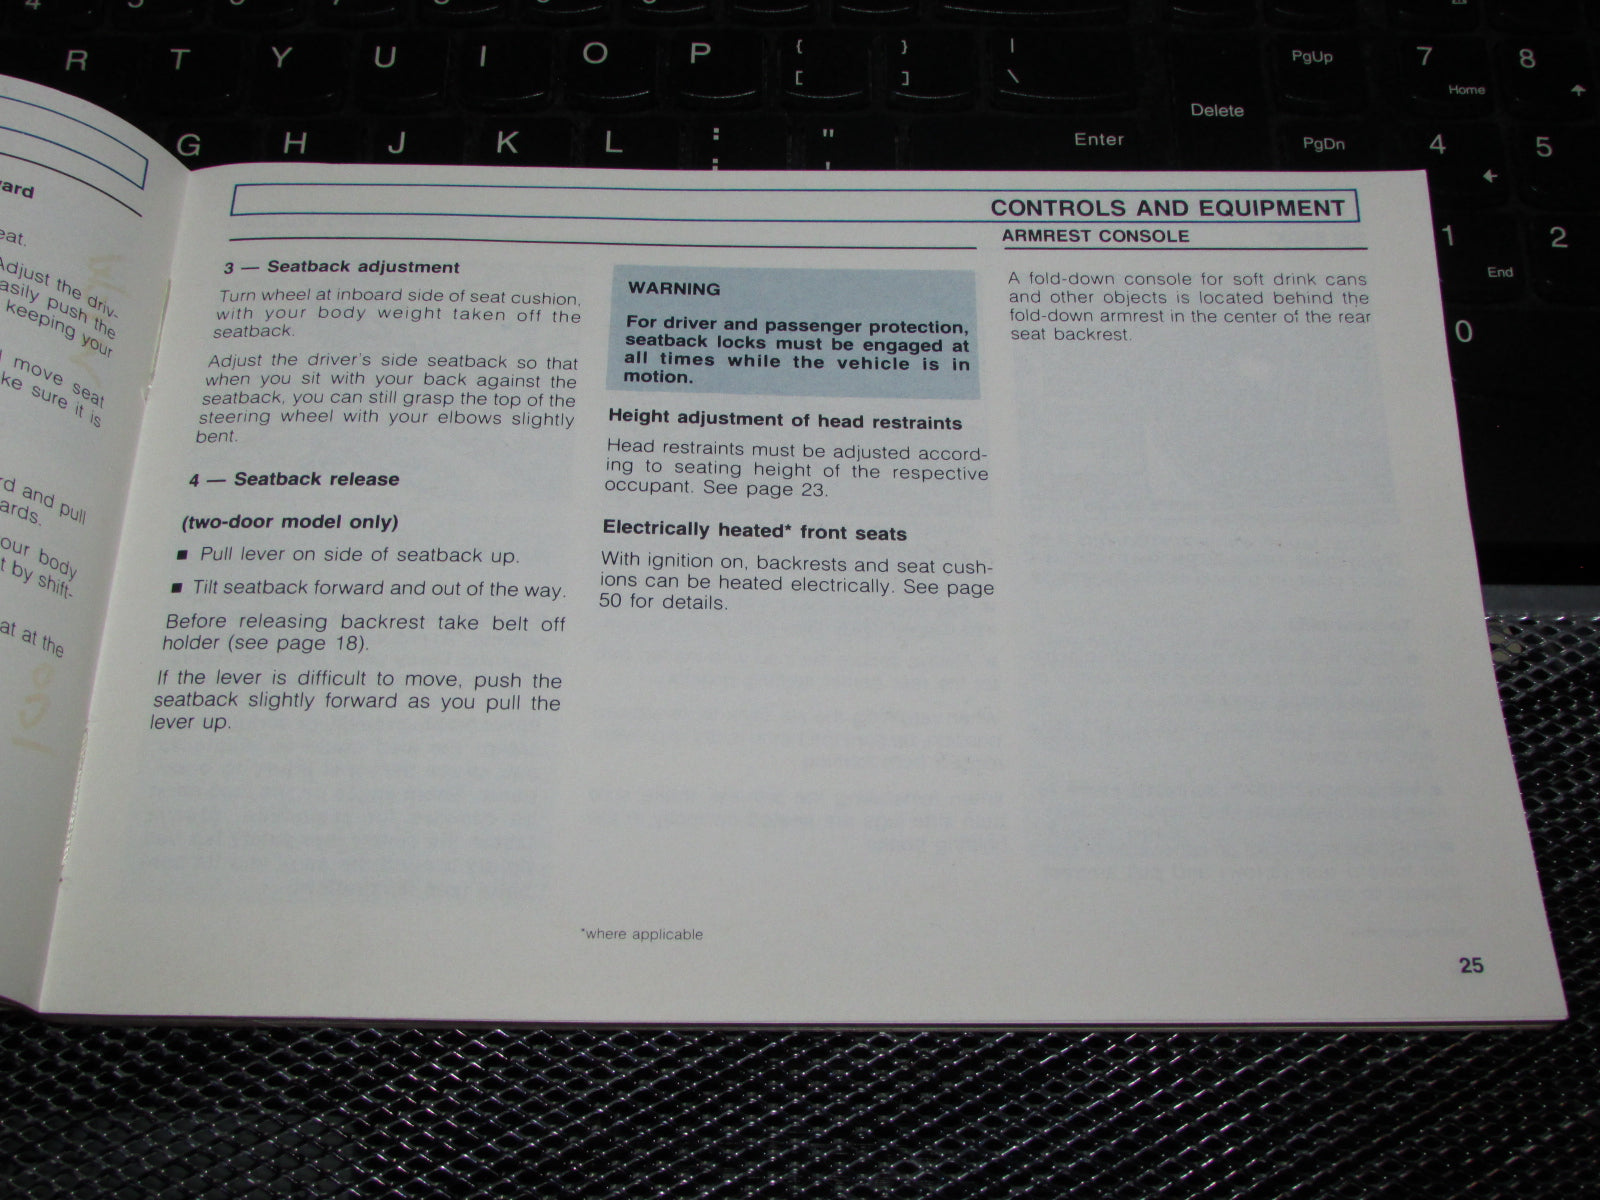 R T Y U I O P { } |
[ ] \
PgUp 7 8
Home
Delete
G H J K L : "
; '
Enter PgDn 4 5
1 2
End
0
eat.
Adjust the driv-
asily push the
keeping your
move seat
ke sure it is
rd and pull
ards.
our body
t by shift-
at at the
CONTROLS AND EQUIPMENT
3 — Seatback adjustment
Turn wheel at inboard side of seat cushion,
with your body weight taken off the
seatback.
Adjust the driver's side seatback so that
when you sit with your back against the
seatback, you can still grasp the top of the
steering wheel with your elbows slightly
bent.
4 — Seatback release
(two-door model only)
■ Pull lever on side of seatback up.
■ Tilt seatback forward and out of the way.
Before releasing backrest take belt off
holder (see page 18).
If the lever is difficult to move, push the
seatback slightly forward as you pull the
lever up.
WARNING
For driver and passenger protection,
seatback locks must be engaged at
all times while the vehicle is in
motion.
Height adjustment of head restraints
Head restraints must be adjusted accord-
ing to seating height of the respective
occupant. See page 23.
Electrically heated* front seats
With ignition on, backrests and seat cush-
ions can be heated electrically. See page
50 for details.
ARMREST CONSOLE
A fold-down console for soft drink cans
and other objects is located behind the
fold-down armrest in the center of the rear
seat backrest.
*where applicable
25